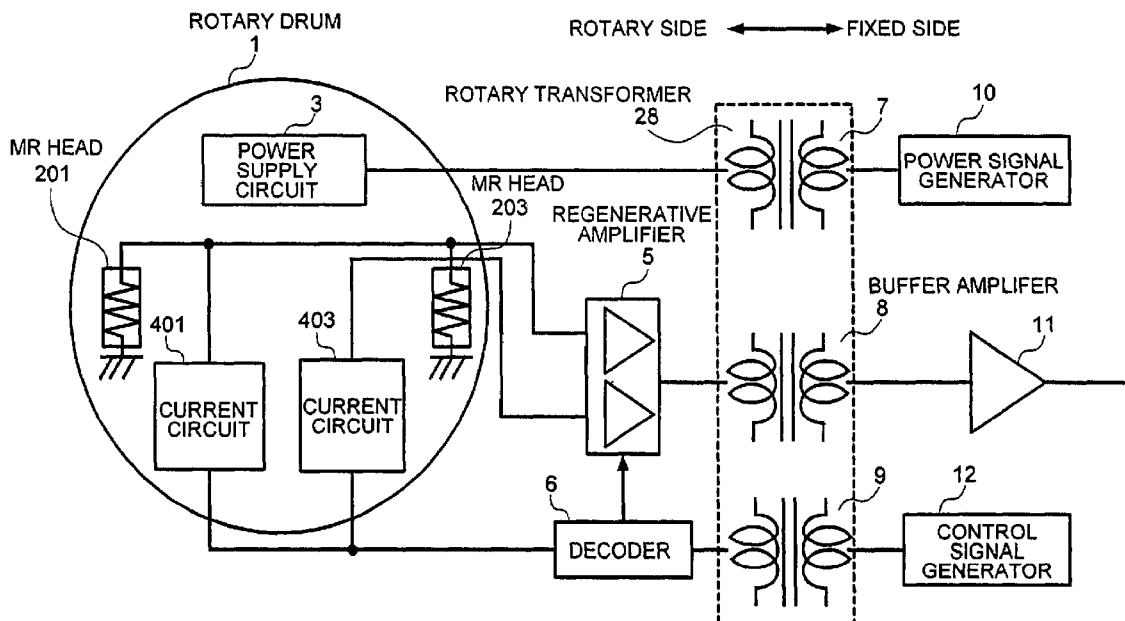 ROTARY DRUM
1
ROTARY SIDE
FIXED SIDE
ROTARY TRANSFORMER
28
7
10
3
POWER
SUPPLY
CIRCUIT
MR HEAD
201
MR HEAD
203
POWER SIGNAL
GENERATOR
REGENERATIVE
AMPLIFIER
5
BUFFER AMPLIFER
8
11
401
403
CURRENT
CIRCUIT
CURRENT
CIRCUIT
6
DECODER
9
12
CONTROL
SIGNAL
GENERATOR